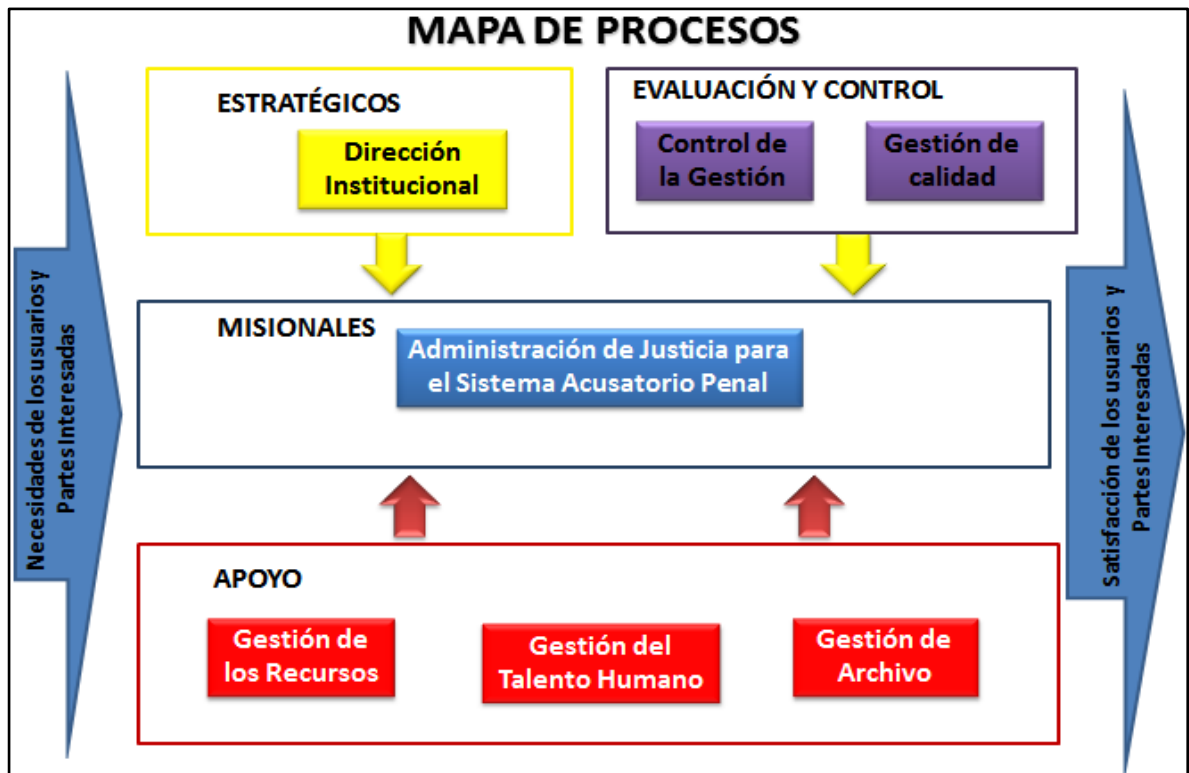 MAPA DE PROCESOS
ESTRATÉGICOS
Dirección
Institucional
EVALUACIÓN Y CONTROL
Control de
la Gestión
Gestión de
calidad
Necesidades de los usuarios y
Partes Interesadas
MISIONALES
Administración de Justicia para
el Sistema Acusatorio Penal
Satisfacción de los usuarios y
Partes Interesadas
APOYO
Gestión de
los Recursos
Gestión del
Talento Humano
Gestión de
Archivo